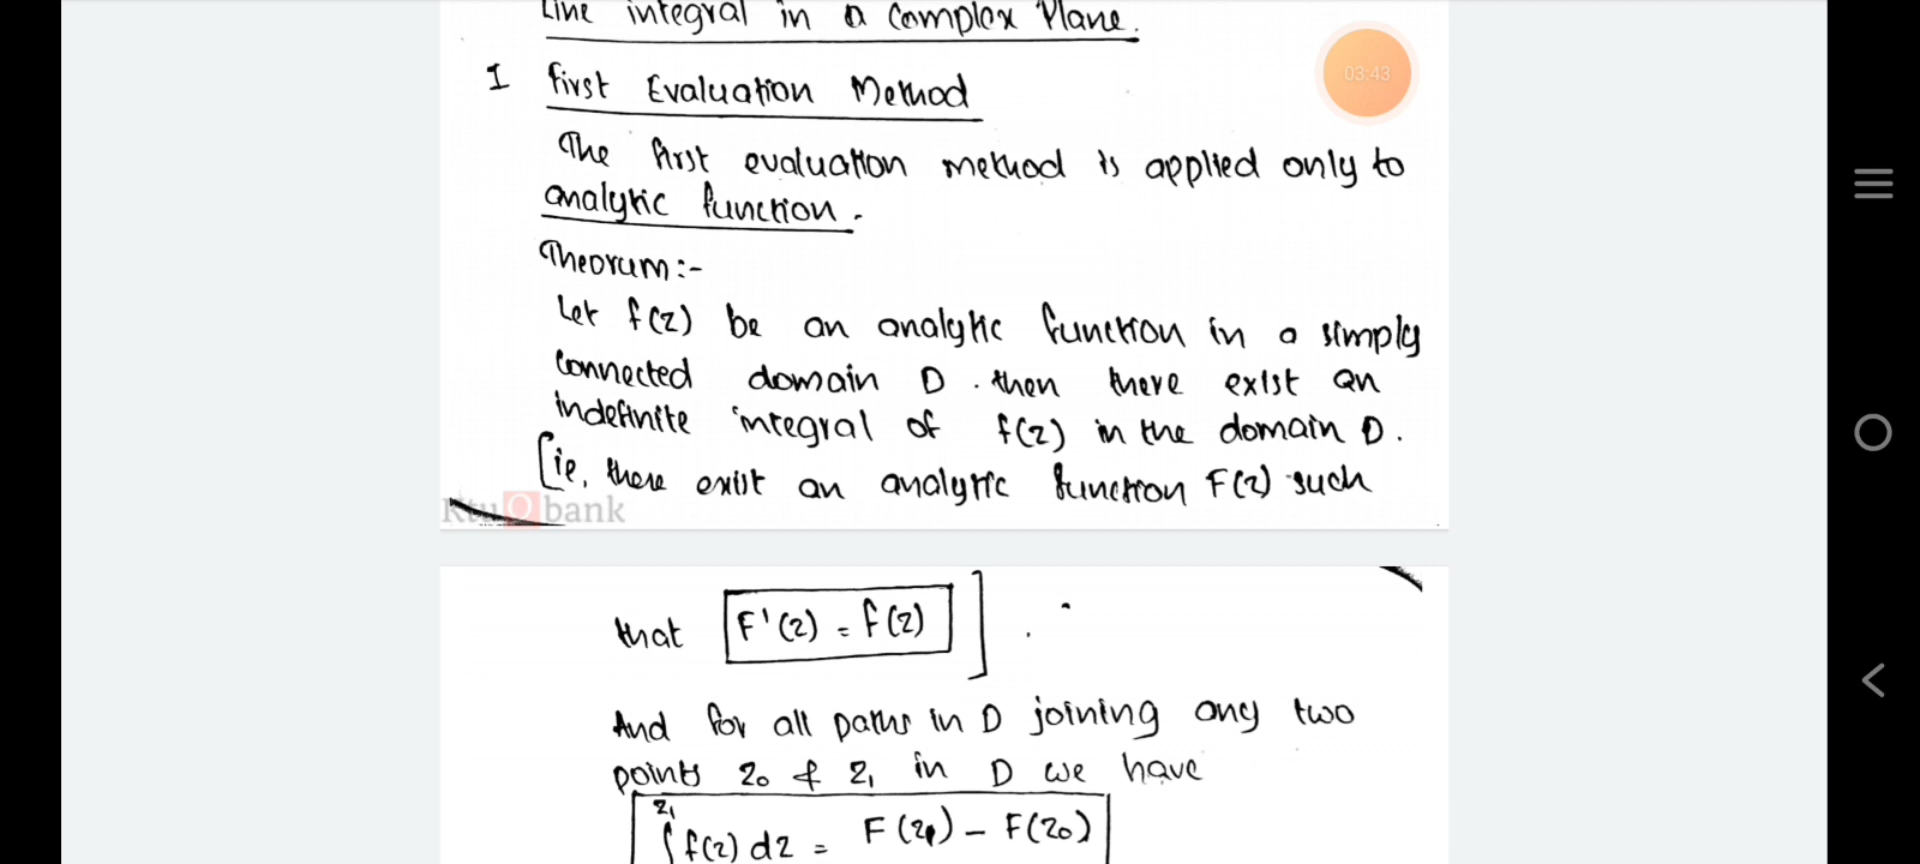 Line integral in a Complex Plane.
03:43
I first Evaluation Method
The first evaluation method is applied only to
analytic function.
Theorum:-
Let f(z) be an analytic function in a simply
connected domain D. then there exist an
indefinite integral of f(z) in the domain D.
[ie, there exist an analytic function F(z) such
KtuQbank
that F'(z) = f(z) ].
And for all paths in D joining any two
points z₀ & z₁ in D we have
z₁
∫ f(z) dz = F(z₁) - F(z₀)